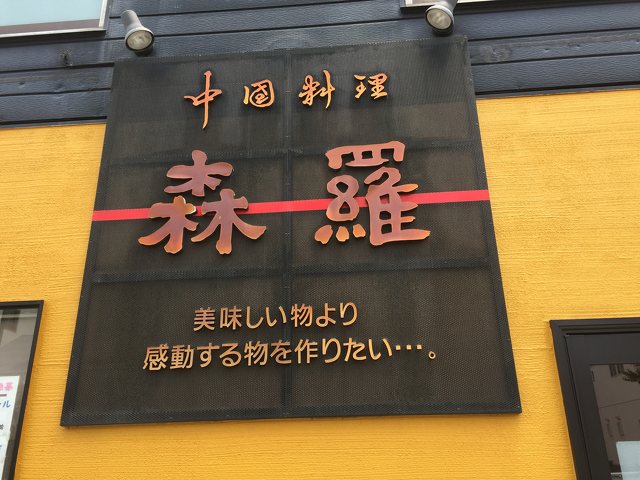 中国料理
森羅
美味しい物より
感動する物を作りたい…。